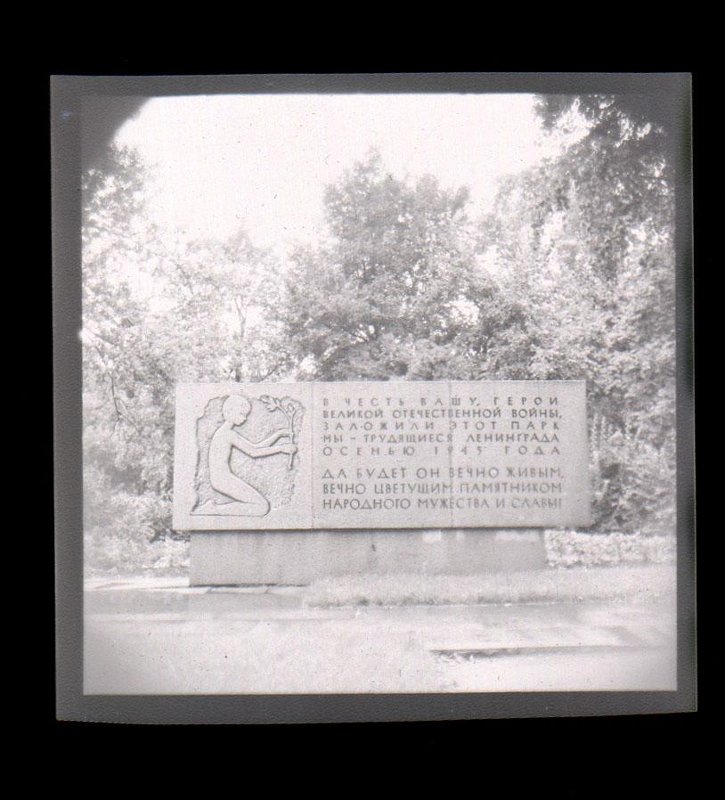 В ЧЕСТЬ ВАШУ, ГЕРОИ
ВЕЛИКОЙ ОТЕЧЕСТВЕННОЙ ВОЙНЫ,
ЗАЛОЖИЛИ ЭТОТ ПАРК
МЫ – ТРУДЯЩИЕСЯ ЛЕНИНГРАДА
ОСЕНЬЮ 1945 ГОДА
ДА БУДЕТ ОН ВЕЧНО ЖИВЫМ,
ВЕЧНО ЦВЕТУЩИМ ПАМЯТНИКОМ
НАРОДНОГО МУЖЕСТВА И СЛАВЫ!